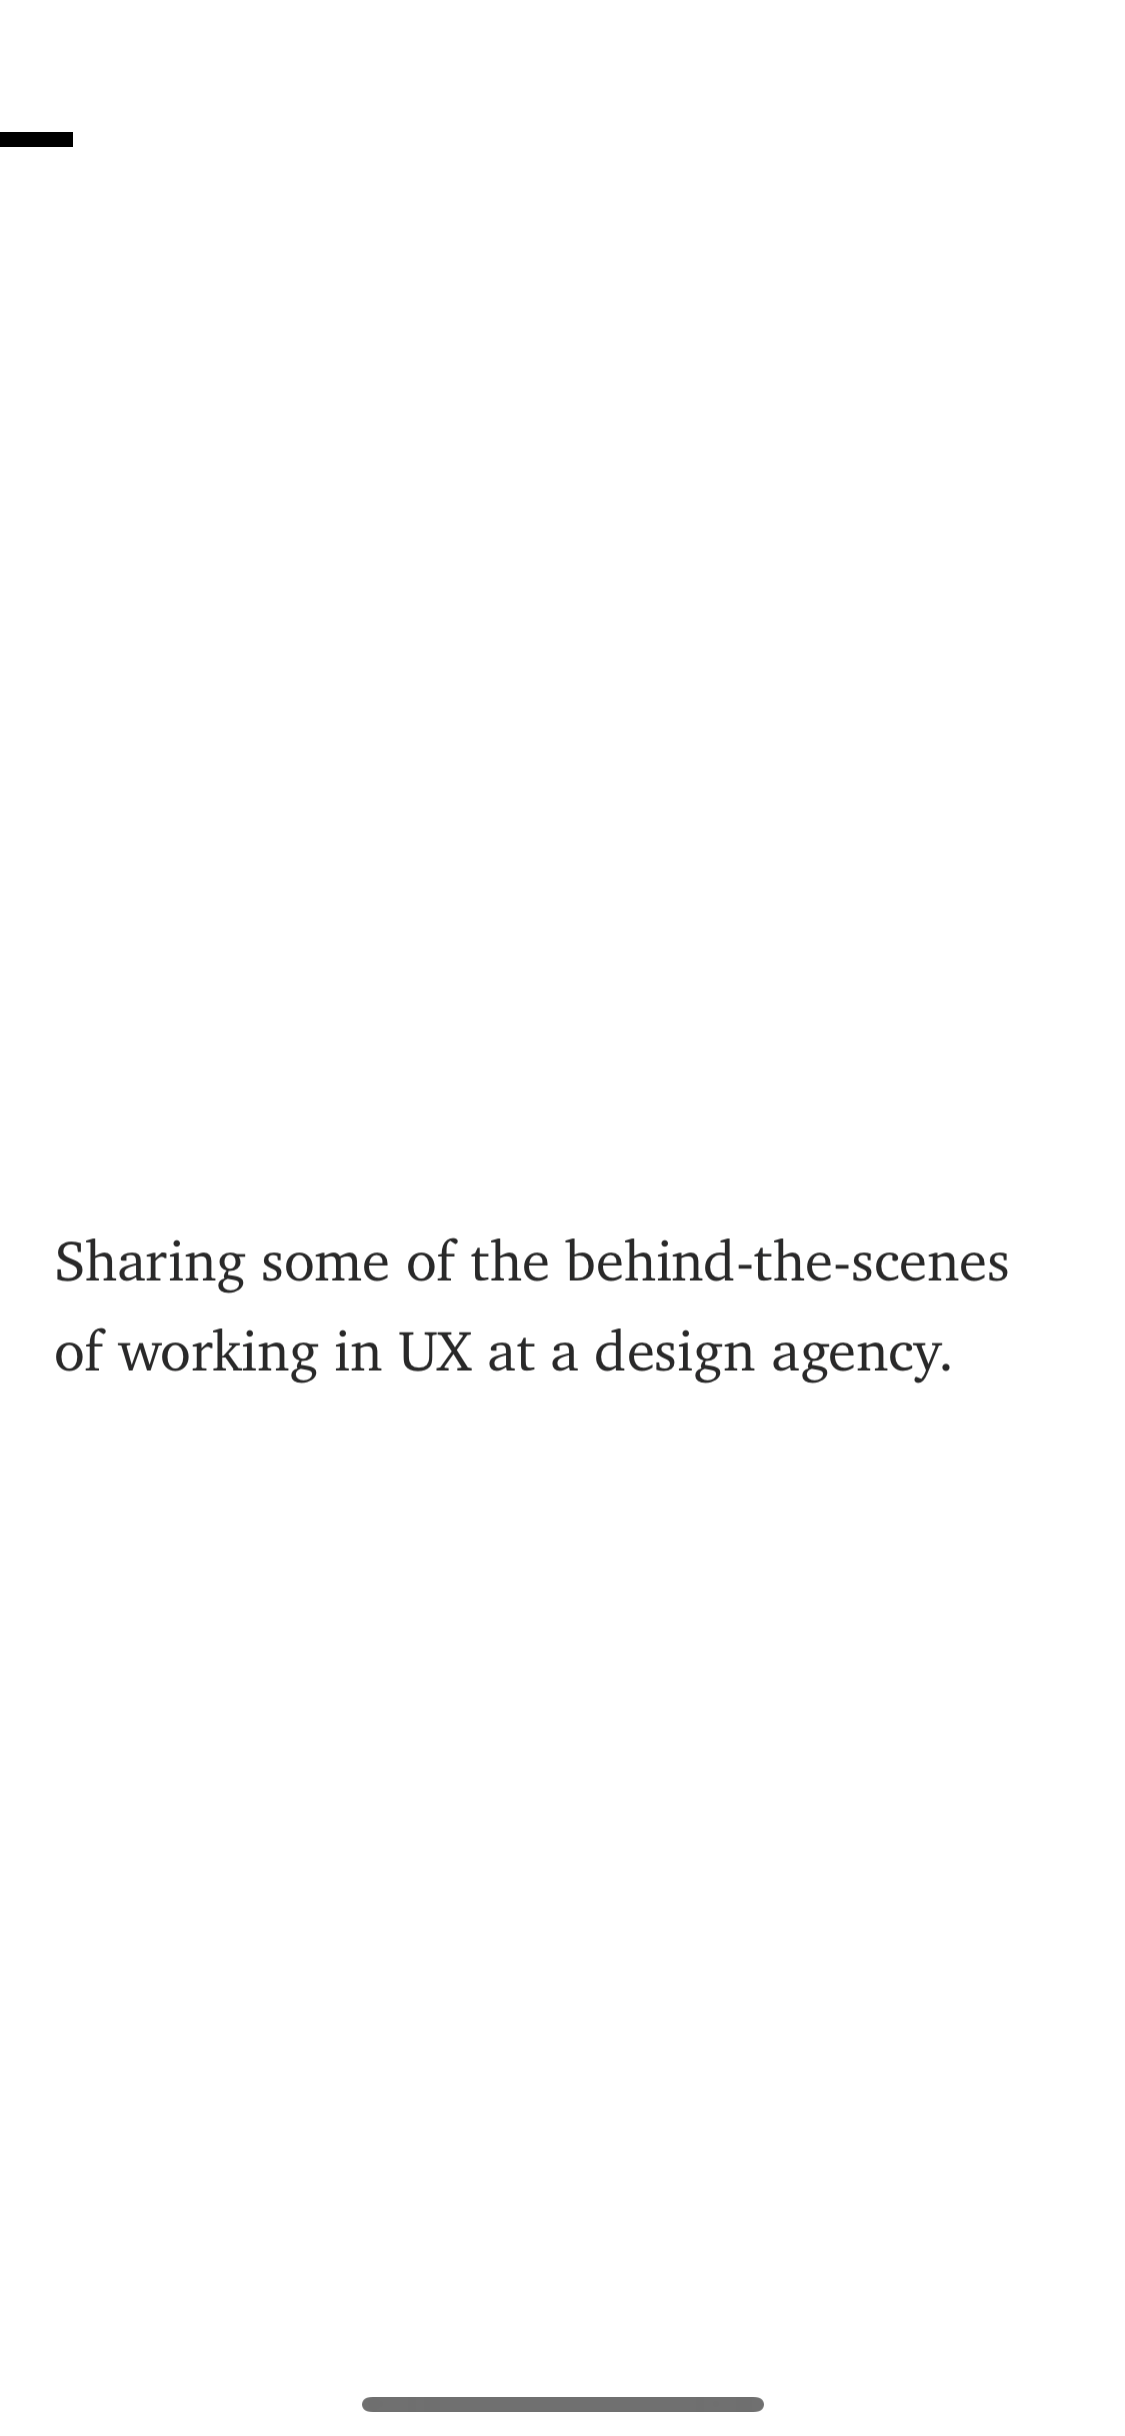 Sharing some of the behind-the-scenes
of working in UX at a design agency.